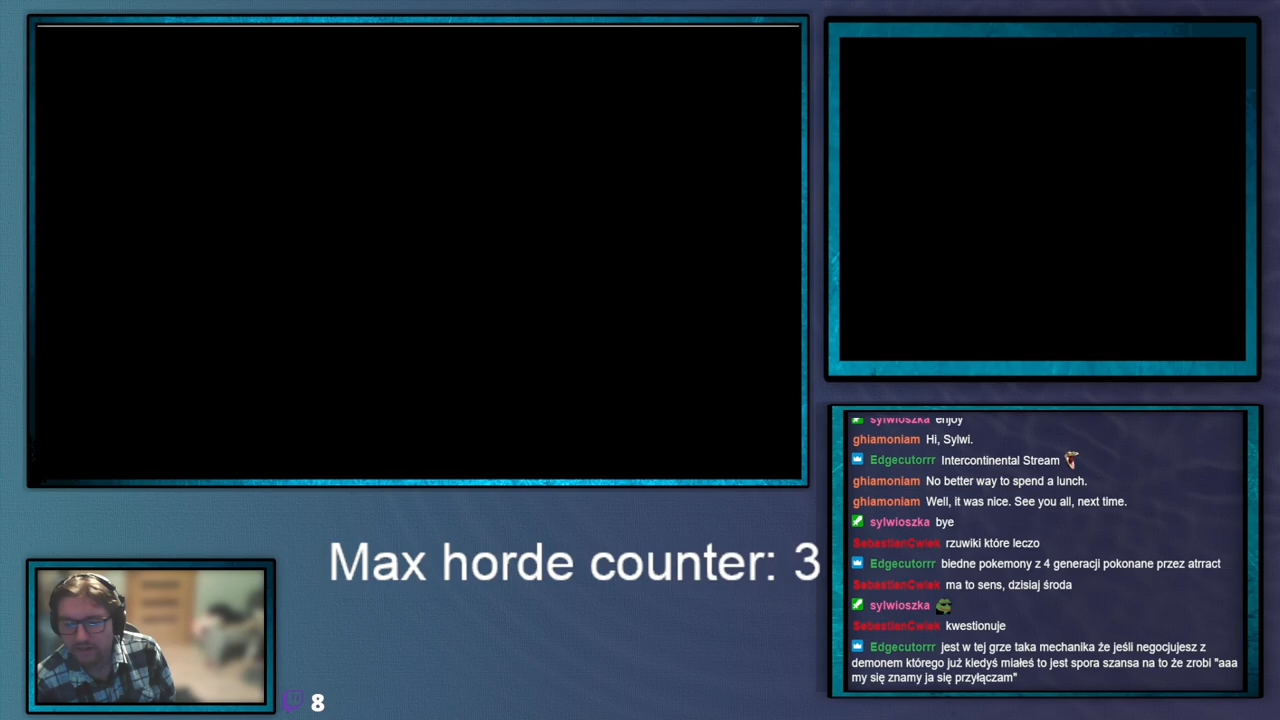 sylwioszka enjoy
ghiamoniam Hi, Sylwi.
Edgecutorrr Intercontinental Stream
ghiamoniam No better way to spend a lunch.
ghiamoniam Well, it was nice. See you all, next time.
sylwioszka bye
SebastianCwiek rzuwiki które leczo
Edgecutorrr biedne pokemony z 4 generacji pokonane przez atrract
SebastianCwiek ma to sens, dzisiaj środa
sylwioszka
SebastianCwiek kwestionuje
Edgecutorrr jest w tej grze taka mechanika że jeśli negocjujesz z
demonem którego już kiedyś miałeś to jest spora szansa na to że zrobi "aaa
my się znamy ja się przyłączam"
Max horde counter: 3
8